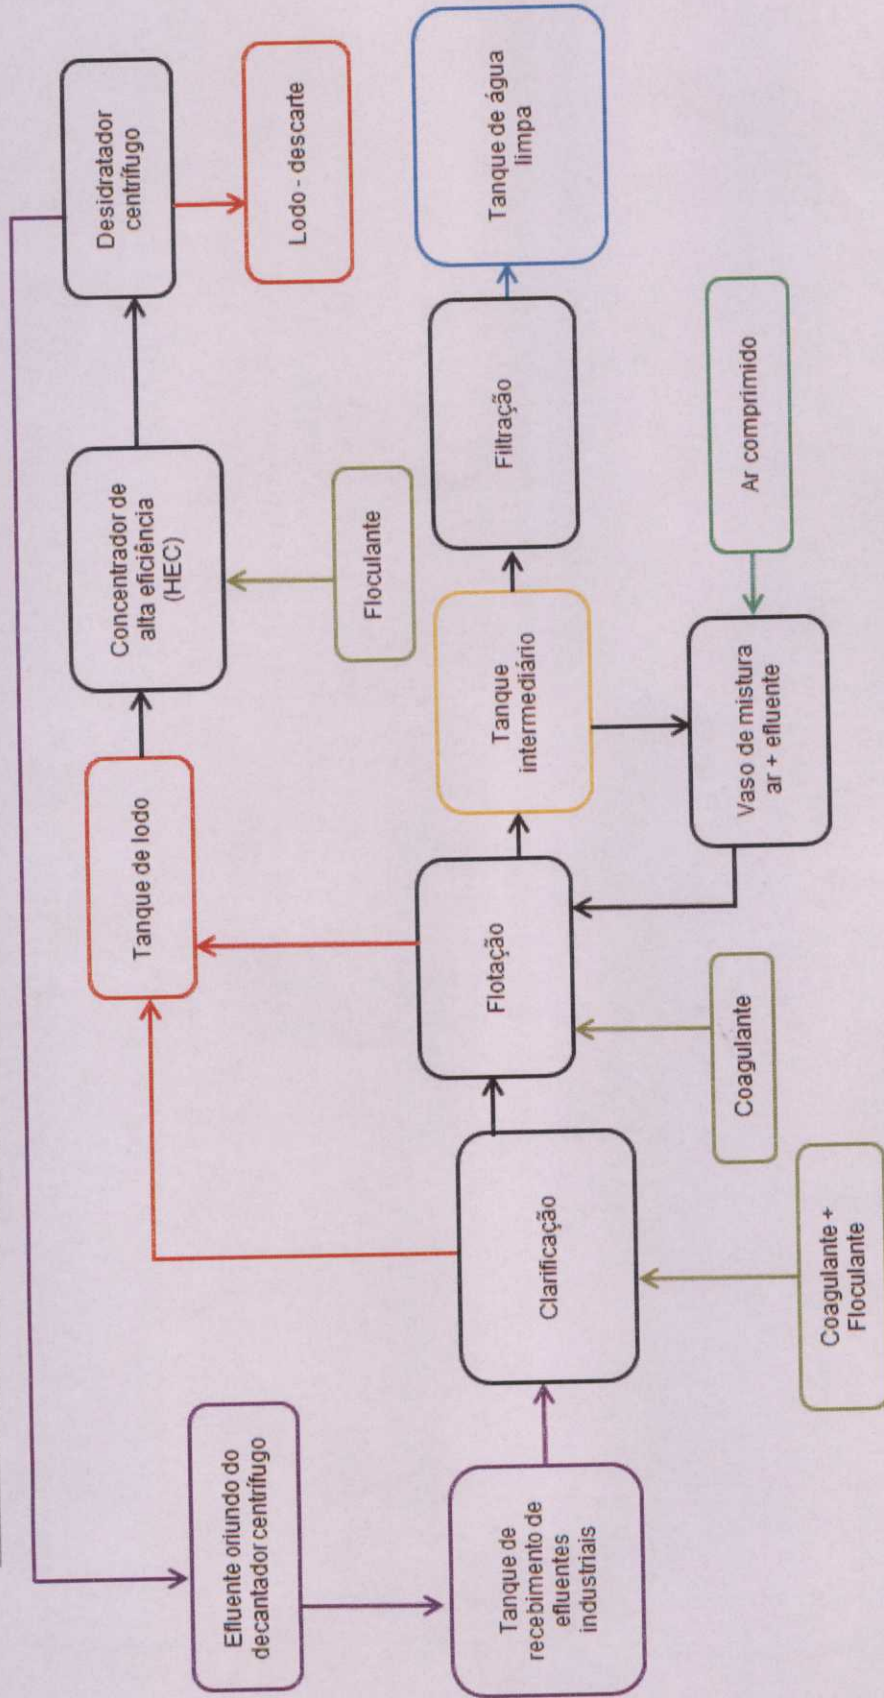 Desidratador
centrífugo
Lodo - descarte
Concentrador de
alta eficiência
(HEC)
Floculante
Tanque de lodo
Efluente oriundo do
decantador centrífugo
Tanque de
recebimento de
efluentes
industriais
Clarificação
Flotação
Tanque
intermediário
Filtração
Tanque de água
limpa
Coagulante +
Floculante
Coagulante
Vaso de mistura
ar + efluente
Ar comprimido